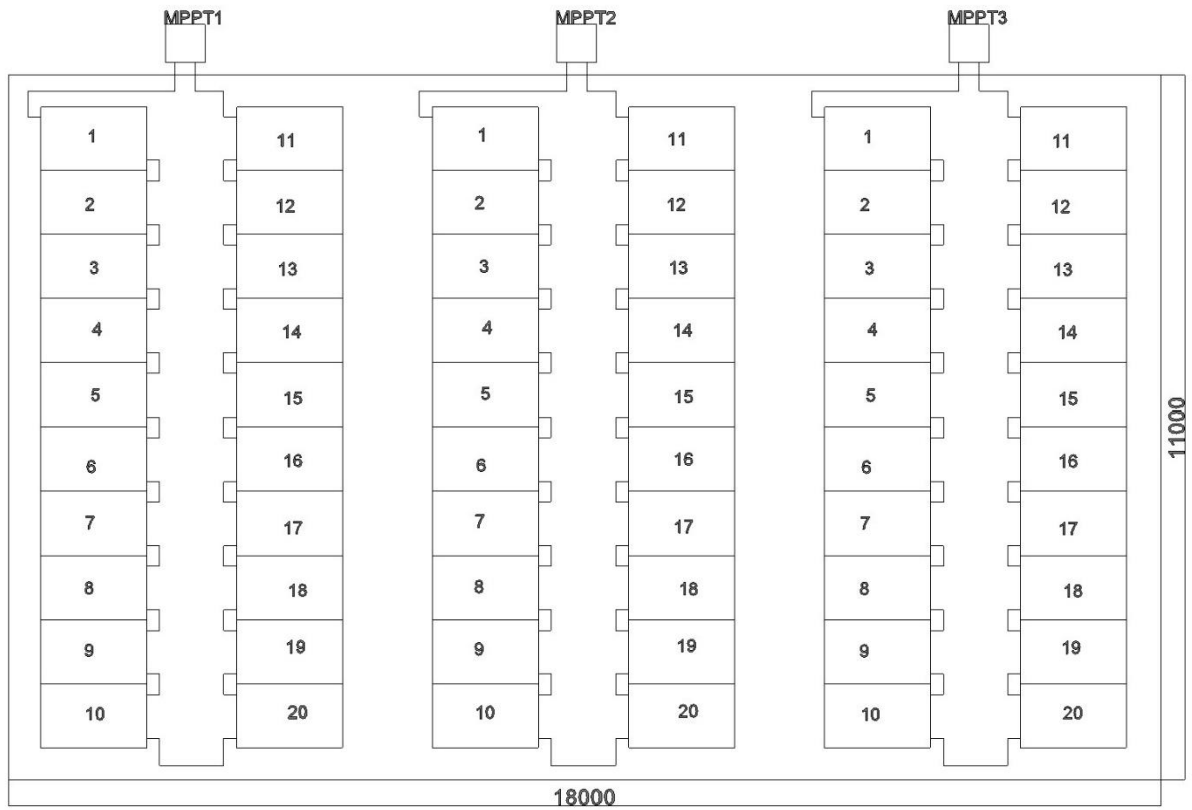 MPPT1 MPPT2 MPPT3
1 11 1 11 1 11
2 12 2 12 2 12
3 13 3 13 3 13
4 14 4 14 4 14
5 15 5 15 5 15
6 16 6 16 6 16
7 17 7 17 7 17
8 18 8 18 8 18
9 19 9 19 9 19
10 20 10 20 10 20
11000
18000